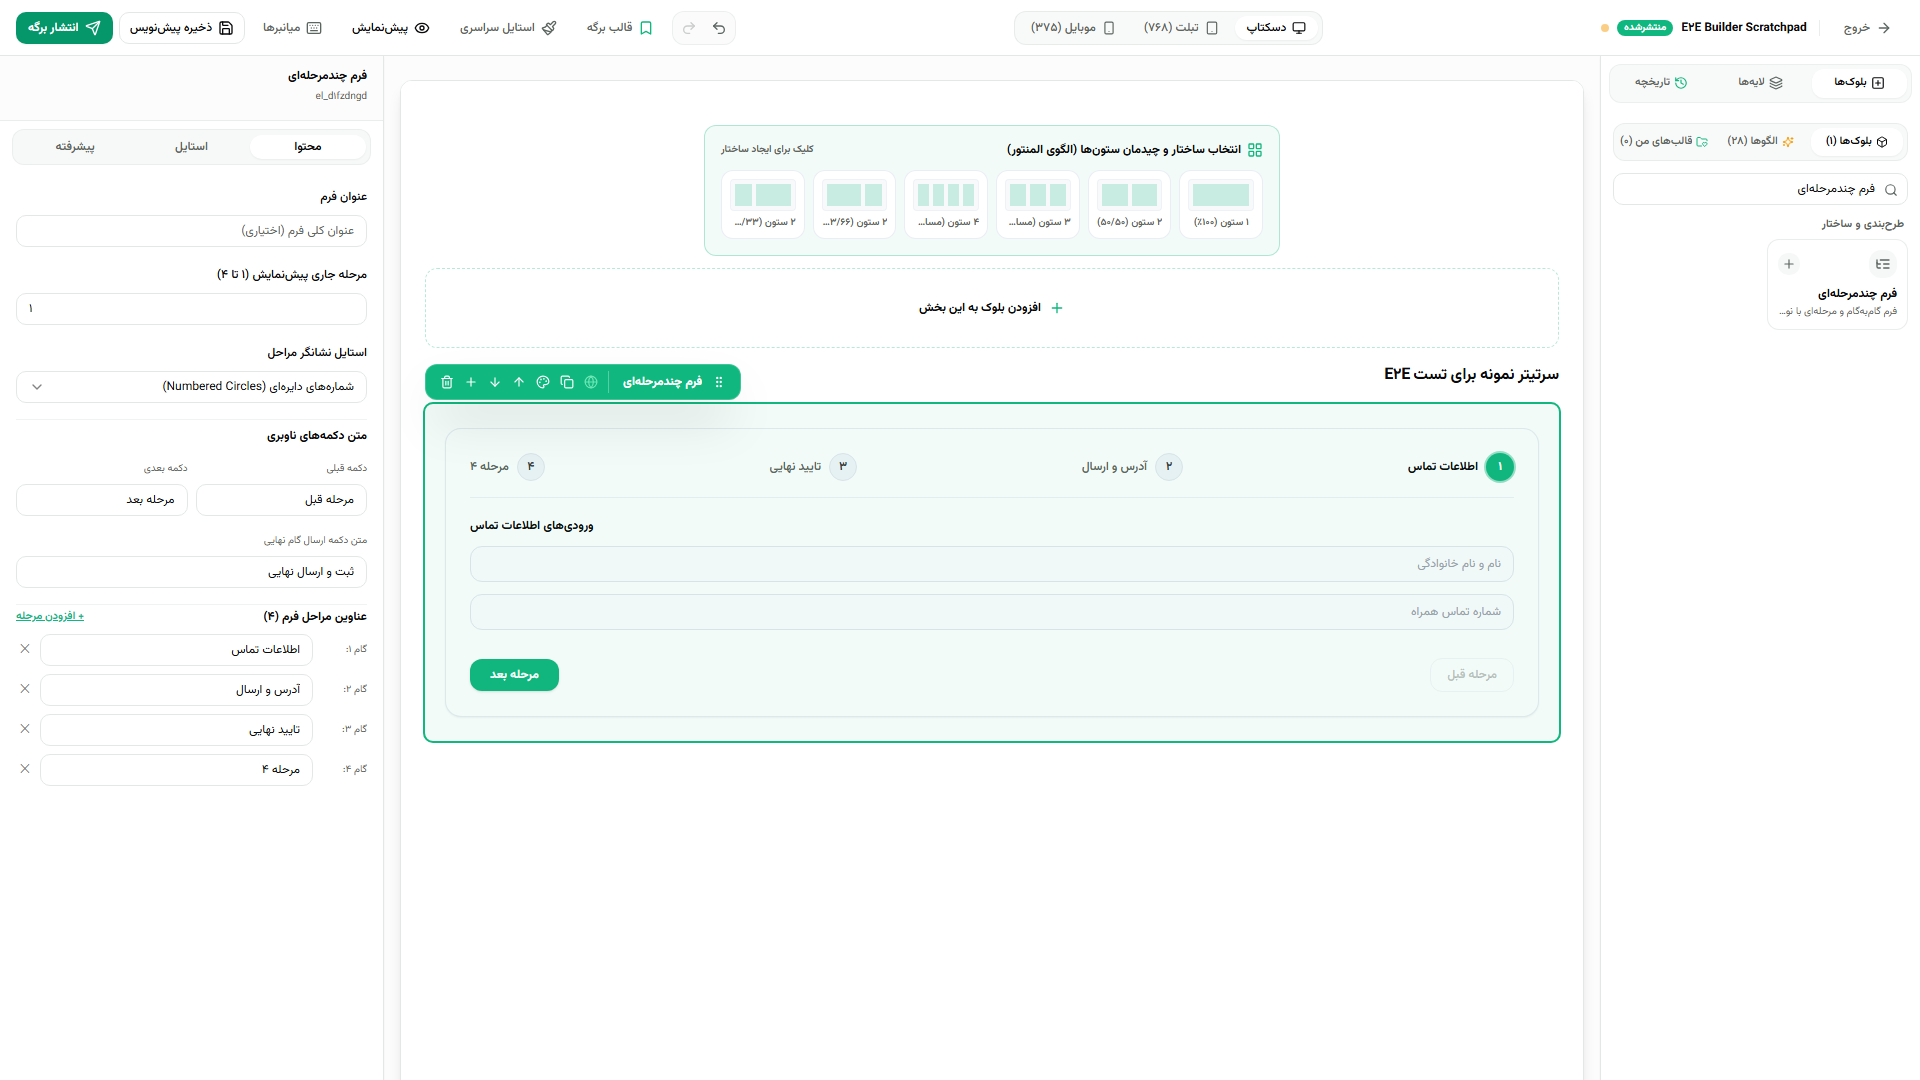 خروج
E2E Builder Scratchpad
منتشرشده
دسکتاپ
تبلت (۷۶۸)
موبایل (۳۷۵)
قالب برگه
استایل سراسری
پیش‌نمایش
میانبرها
ذخیره پیش‌نویس
انتشار برگه
بلوک‌ها
لایه‌ها
تاریخچه
بلوک‌ها (۱)
الگوها (۲۸)
قالب‌های من (۰)
فرم چندمرحله‌ای
طرح‌بندی و ساختار
فرم چندمرحله‌ای
فرم گام‌به‌گام و مرحله‌ای با نو...
انتخاب ساختار و چیدمان ستون‌ها (الگوی المنتور)
کلیک برای ایجاد ساختار
۱ ستون (۱۰۰٪)
۲ ستون (۵۰/۵۰)
۳ ستون (مسا...
۴ ستون (مسا...
۲ ستون (۳/۶۶...
۲ ستون (۳۳/...
افزودن بلوک به این بخش
سرتیتر نمونه برای تست E2E
فرم چندمرحله‌ای
۱ اطلاعات تماس
۲ آدرس و ارسال
۳ تایید نهایی
۴ مرحله ۴
ورودی‌های اطلاعات تماس
نام و نام خانوادگی
شماره تماس همراه
مرحله قبل
مرحله بعد
فرم چندمرحله‌ای
el_d1fzdngd
محتوا
استایل
پیشرفته
عنوان فرم
عنوان کلی فرم (اختیاری)
مرحله جاری پیش‌نمایش (۱ تا ۴)
۱
استایل نشانگر مراحل
شماره‌های دایره‌ای (Numbered Circles)
متن دکمه‌های ناوبری
دکمه قبلی
دکمه بعدی
مرحله قبل
مرحله بعد
متن دکمه ارسال گام نهایی
ثبت و ارسال نهایی
عناوین مراحل فرم (۴)
+ افزودن مرحله
گام ۱:
اطلاعات تماس
گام ۲:
آدرس و ارسال
گام ۳:
تایید نهایی
گام ۴:
مرحله ۴